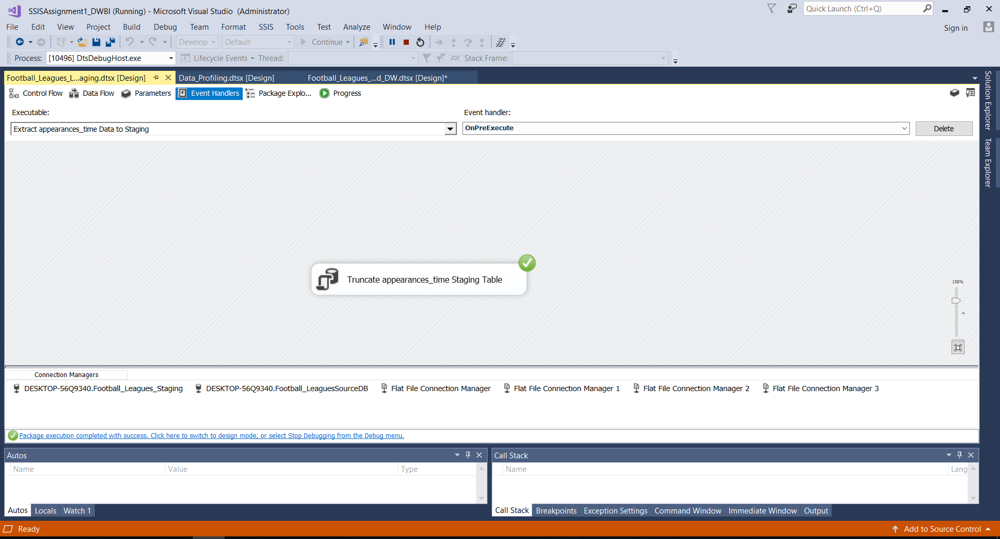 SSISAssignment1_DWBI (Running) - Microsoft Visual Studio (Administrator)
Quick Launch (Ctrl+Q)
File Edit View Project Build Debug Team Format SSIS Tools Test Analyze Window Help
Sign in
Develop Default Continue
Process: [10496] DtsDebugHost.exe Lifecycle Events Thread: Stack Frame:
Football_Leagues_L...aging.dtsx [Design] Data_Profiling.dtsx [Design] Football_Leagues_...d_DW.dtsx [Design]*
Control Flow Data Flow Parameters Event Handlers Package Explo... Progress
Solution Explorer
Team Explorer
Executable: Event handler:
Extract appearances_time Data to Staging OnPreExecute Delete
Truncate appearances_time Staging Table
150%
Connection Managers
DESKTOP-56Q9340.Football_Leagues_Staging DESKTOP-56Q9340.Football_LeaguesSourceDB Flat File Connection Manager Flat File Connection Manager 1 Flat File Connection Manager 2 Flat File Connection Manager 3
Package execution completed with success. Click here to switch to design mode, or select Stop Debugging from the Debug menu.
Autos Call Stack
Name Value Type Name Lang
Autos Locals Watch 1 Call Stack Breakpoints Exception Settings Command Window Immediate Window Output
Ready Add to Source Control